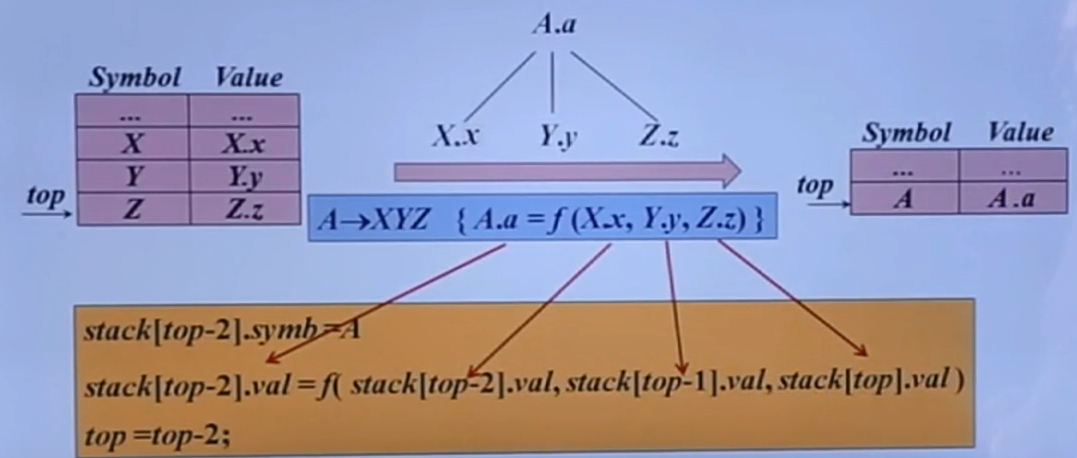 A.a
Symbol Value
... ...
X X.x
Y Y.y
top Z Z.z
X.x Y.y Z.z
Symbol Value
... ...
top A A.a
A→XYZ { A.a = f (X.x, Y.y, Z.z) }
stack[top-2].symb=A
stack[top-2].val = f( stack[top-2].val, stack[top-1].val, stack[top].val )
top =top-2;